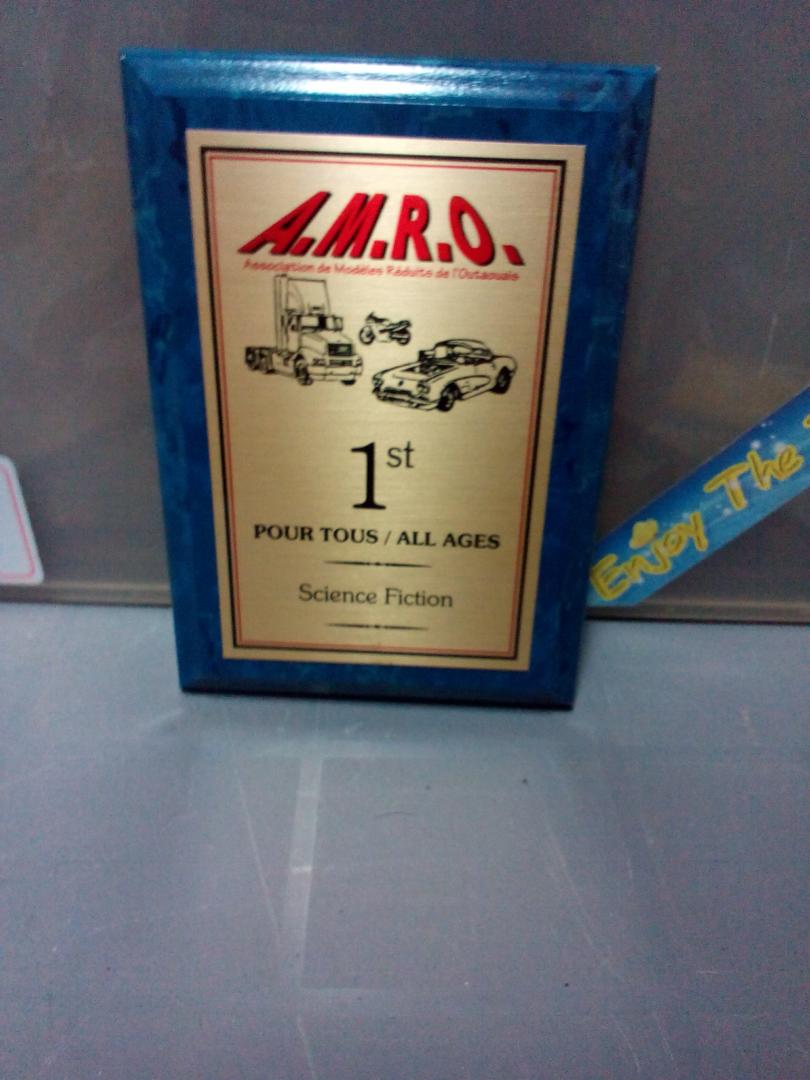 A.M.R.O.
Association de Modèles Réduits de l'Outaouais
1st
POUR TOUS / ALL AGES
Science Fiction
Enjoy The